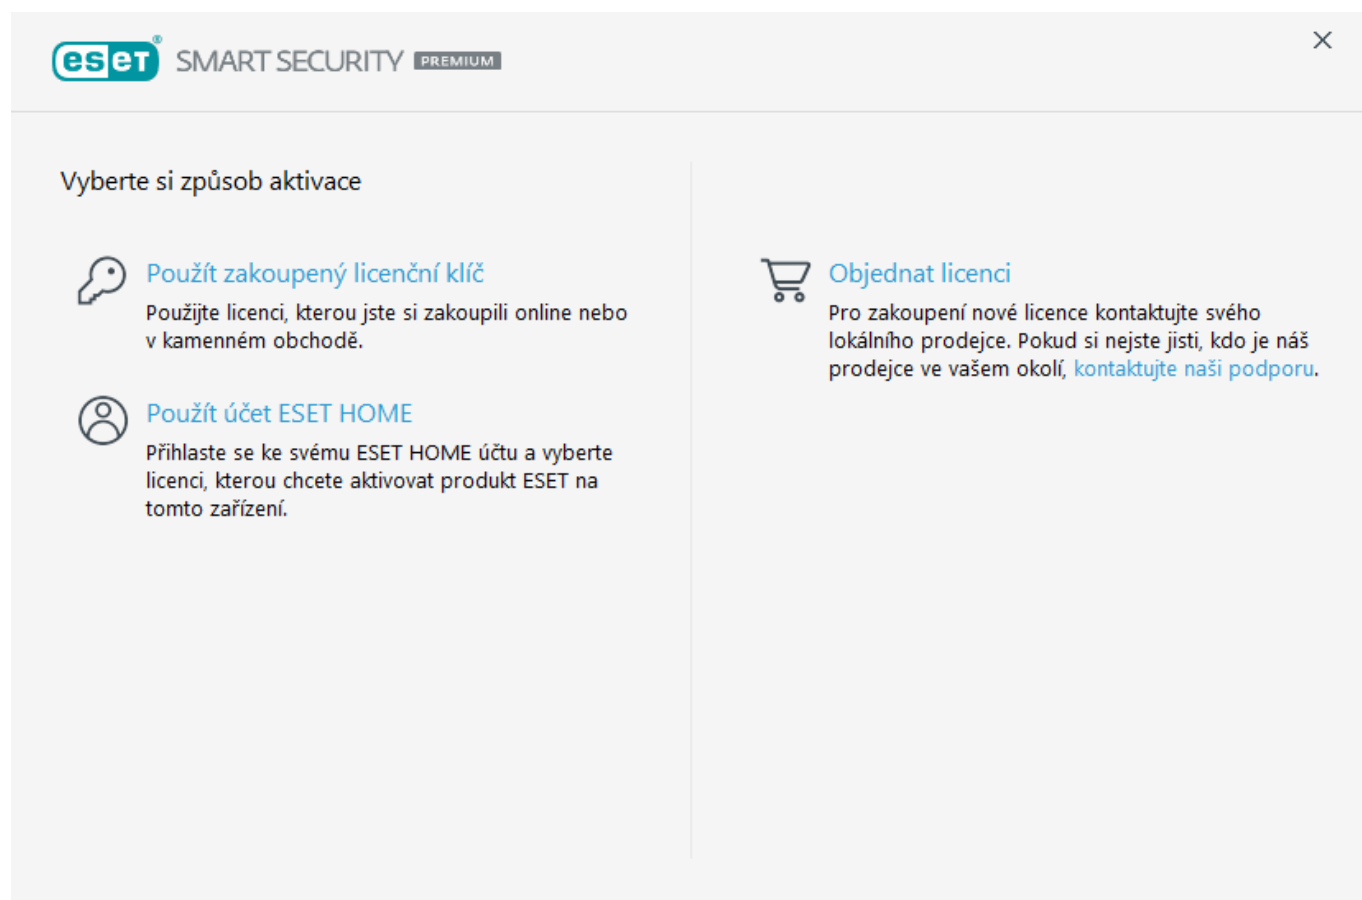 eset® SMART SECURITY PREMIUM
Vyberte si způsob aktivace
Použít zakoupený licenční klíč
Použijte licenci, kterou jste si zakoupili online nebo
v kamenném obchodě.
Použít účet ESET HOME
Přihlaste se ke svému ESET HOME účtu a vyberte
licenci, kterou chcete aktivovat produkt ESET na
tomto zařízení.
Objednat licenci
Pro zakoupení nové licence kontaktujte svého
lokálního prodejce. Pokud si nejste jisti, kdo je náš
prodejce ve vašem okolí, kontaktujte naši podporu.